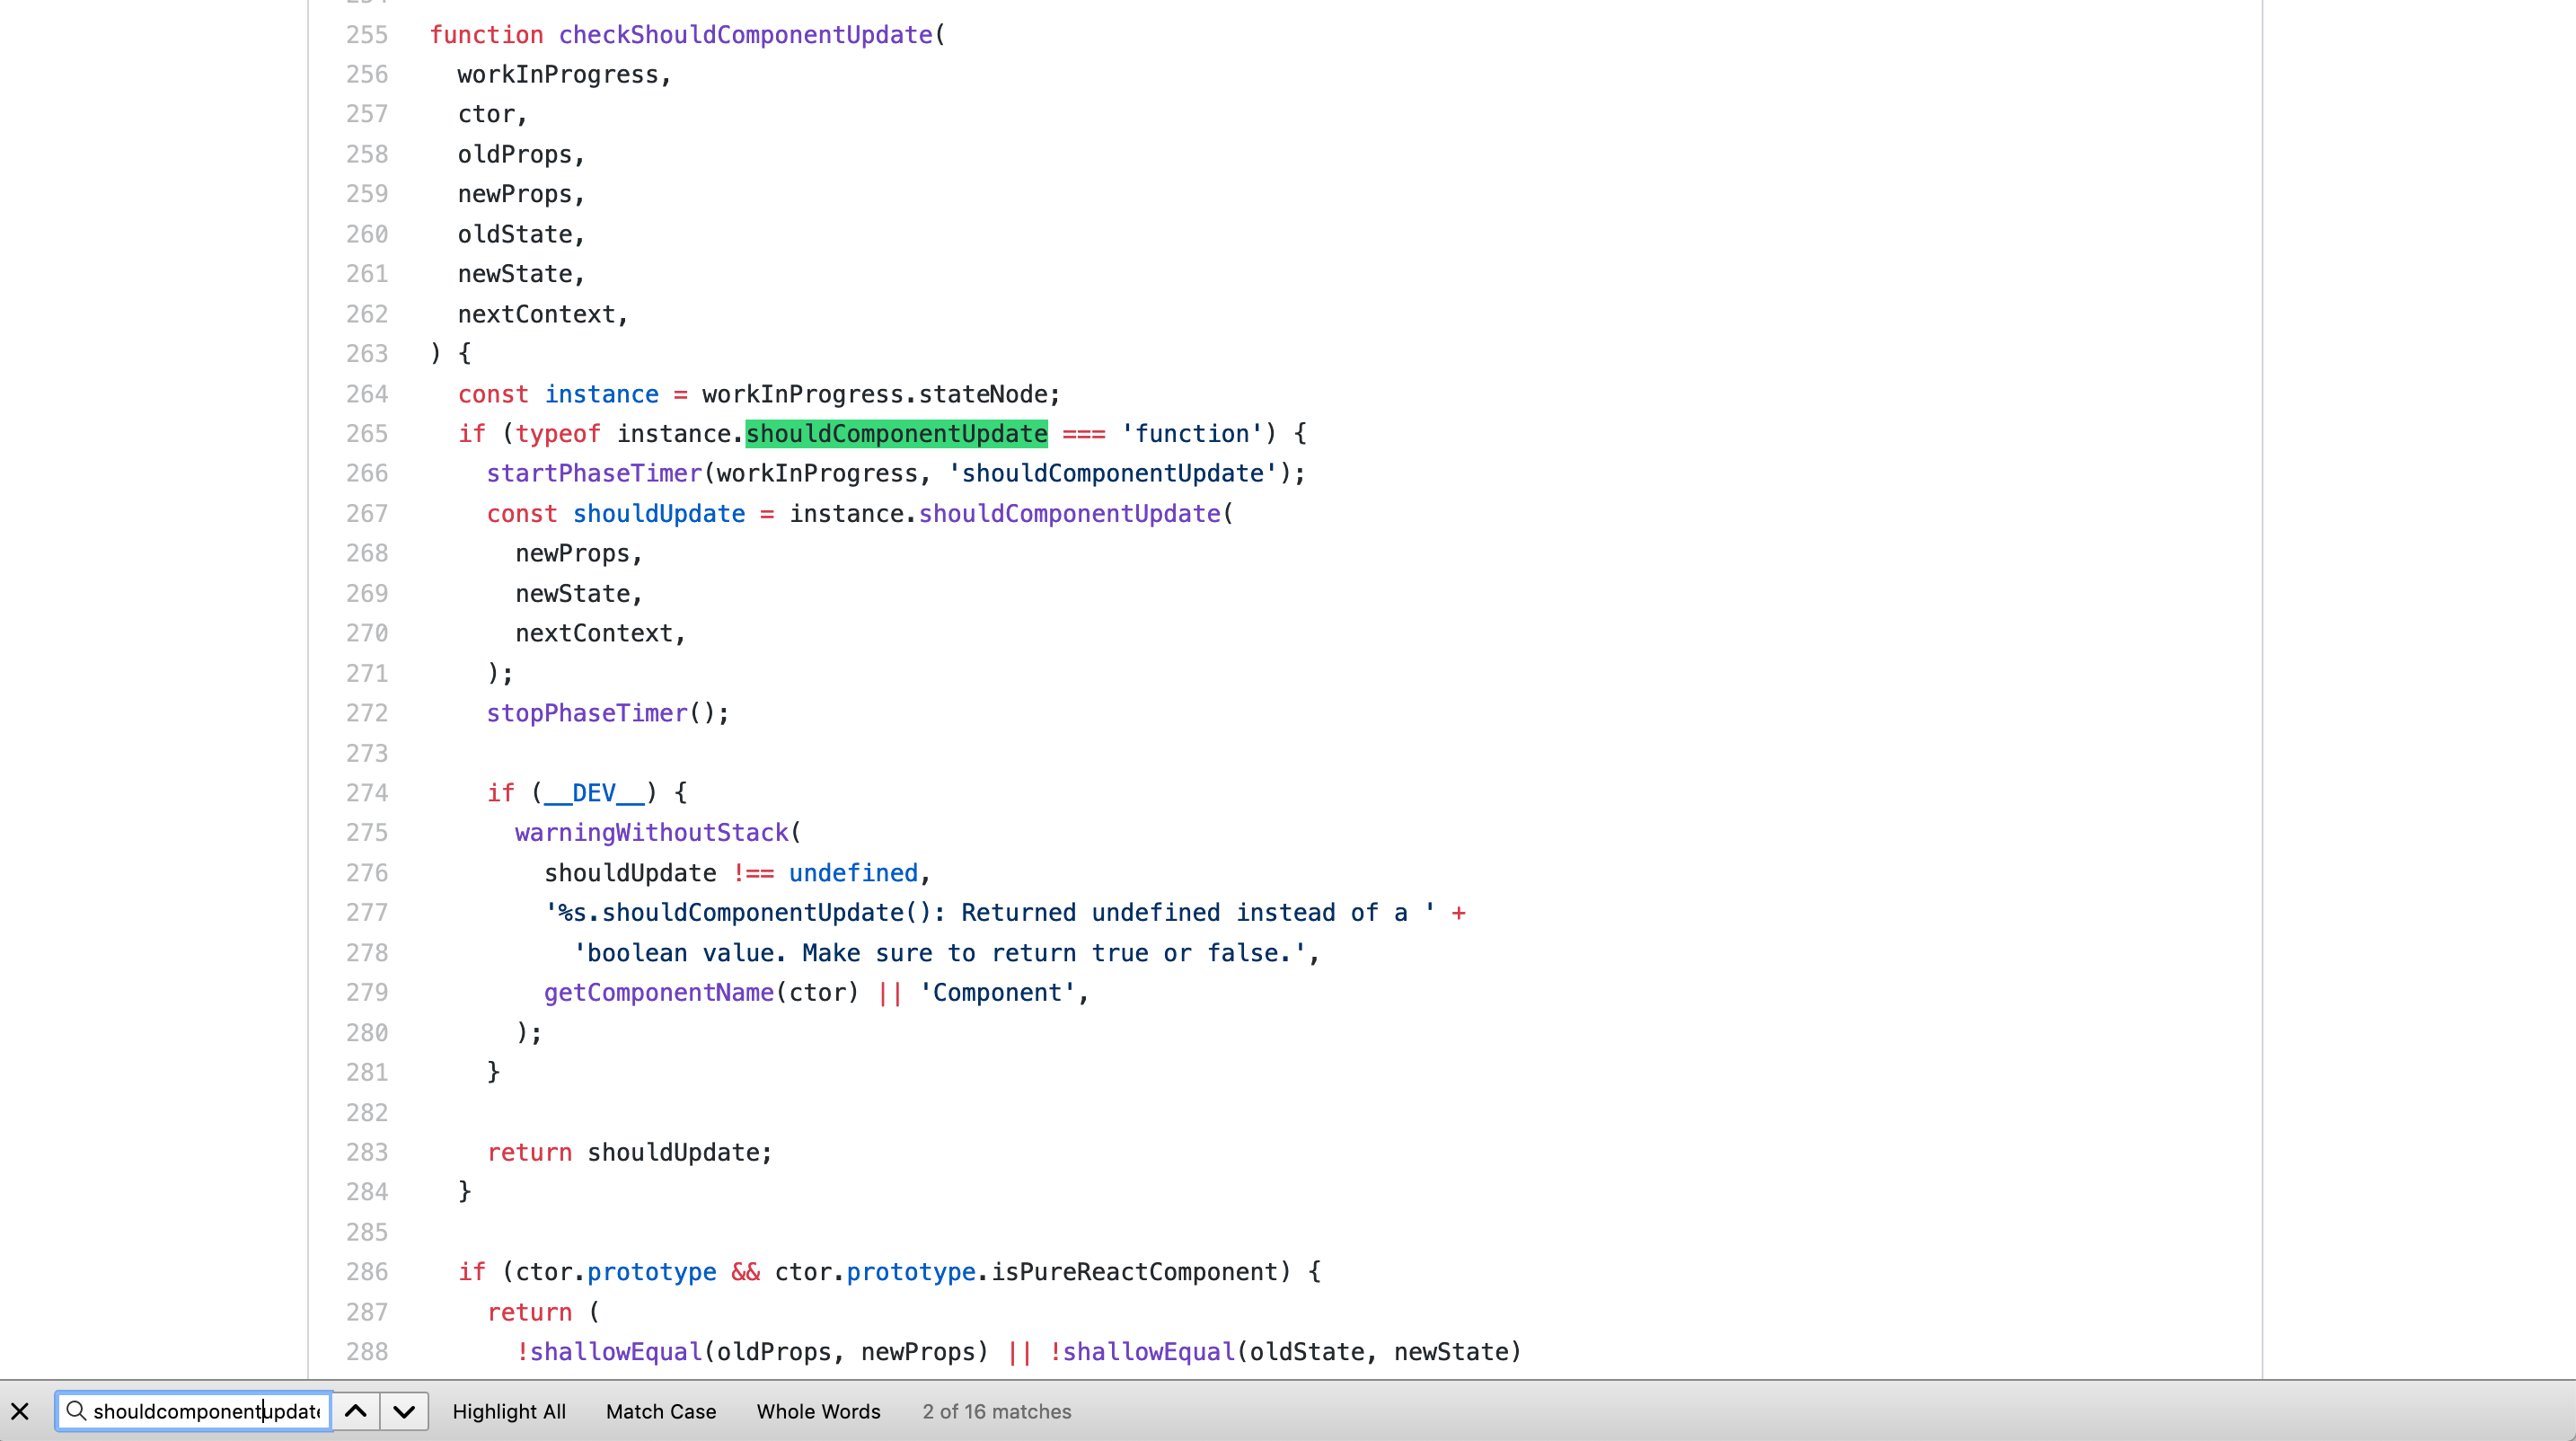 255 function checkShouldComponentUpdate(
256 workInProgress,
257 ctor,
258 oldProps,
259 newProps,
260 oldState,
261 newState,
262 nextContext,
263 ) {
264 const instance = workInProgress.stateNode;
265 if (typeof instance.shouldComponentUpdate === 'function') {
266 startPhaseTimer(workInProgress, 'shouldComponentUpdate');
267 const shouldUpdate = instance.shouldComponentUpdate(
268 newProps,
269 newState,
270 nextContext,
271 );
272 stopPhaseTimer();
273
274 if (__DEV__) {
275 warningWithoutStack(
276 shouldUpdate !== undefined,
277 '%s.shouldComponentUpdate(): Returned undefined instead of a ' +
278 'boolean value. Make sure to return true or false.',
279 getComponentName(ctor) || 'Component',
280 );
281 }
282
283 return shouldUpdate;
284 }
285
286 if (ctor.prototype && ctor.prototype.isPureReactComponent) {
287 return (
288 !shallowEqual(oldProps, newProps) || !shallowEqual(oldState, newState)
shouldcomponentupdate Highlight All Match Case Whole Words 2 of 16 matches